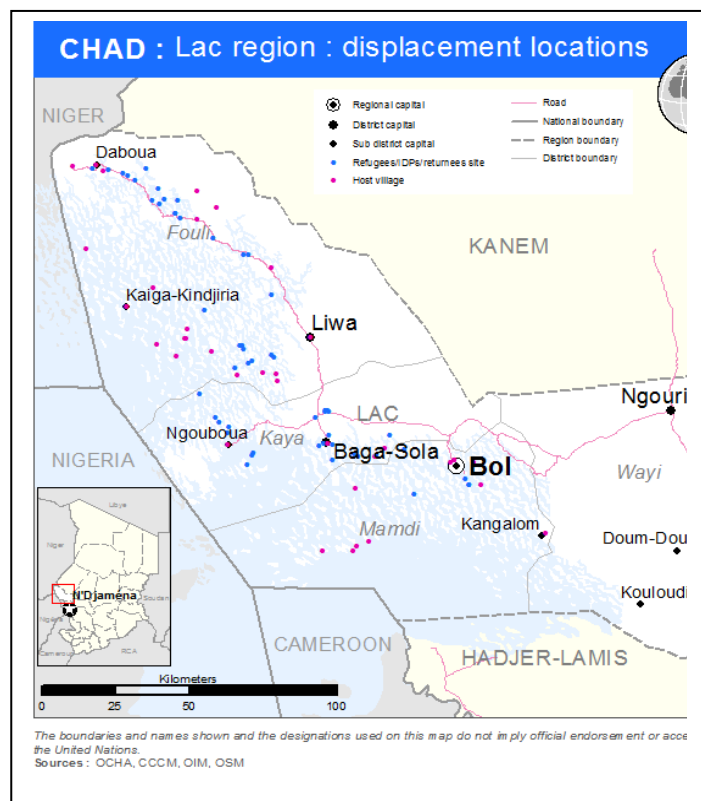 CHAD : Lac region : displacement locations
Regional capital
District capital
Sub district capital
Refugees/IDPs/returnees site
Host village
Road
National boundary
Region boundary
District boundary
NIGER
Daboua
Fouli
KANEM
Kaiga-Kindjiria
Liwa
Ngouri
LAC
Ngouboua
Kaya
Baga-Sola
Bol
NIGERIA
Wayi
Mamdi
Kangalom
Doum-Dou
Kouloudi
CAMEROON
HADJER-LAMIS
Libye
Niger
N'Djamena
Soudan
Nigeria
Cameroun
RCA
Kilometers
0 25 50 100
The boundaries and names shown and the designations used on this map do not imply official endorsement or acce
the United Nations.
Sources : OCHA, CCCM, OIM, OSM